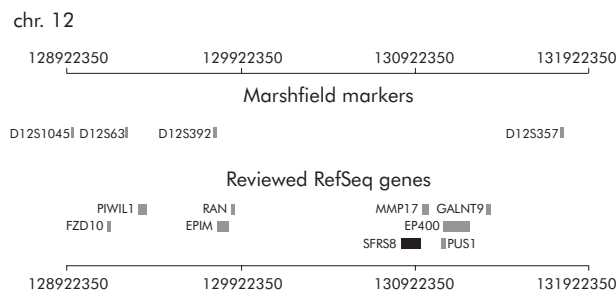 chr. 12
128922350 129922350 130922350 131922350
Marshfield markers
D12S1045 D12S63 D12S392 D12S357
Reviewed RefSeq genes
PIWIL1 RAN MMP17 GALNT9
FZD10 EPIM EP400
SFRS8 PUS1
128922350 129922350 130922350 131922350